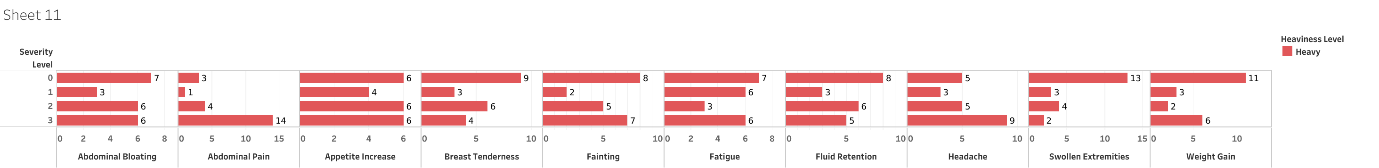 Sheet 11
Heaviness Level
Heavy
Severity
Level
0 7 3 6 9 8 7 8 5 13 11
1 3 1 4 3 2 6 3 3 3 3
2 6 4 6 6 5 3 6 5 4 2
3 6 14 6 4 7 6 5 9 2 6
0 2 4 6 8 0 5 10 15 0 2 4 6 0 5 10 0 5 10 0 2 4 6 8 0 5 10 0 5 10 0 5 10 15 0 5 10
Abdominal Bloating Abdominal Pain Appetite Increase Breast Tenderness Fainting Fatigue Fluid Retention Headache Swollen Extremities Weight Gain